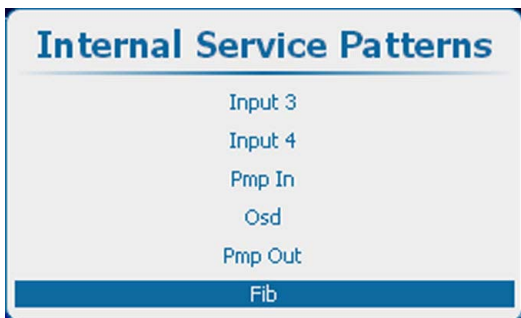 Internal Service Patterns
Input 3
Input 4
Pmp In
Osd
Pmp Out
Fib